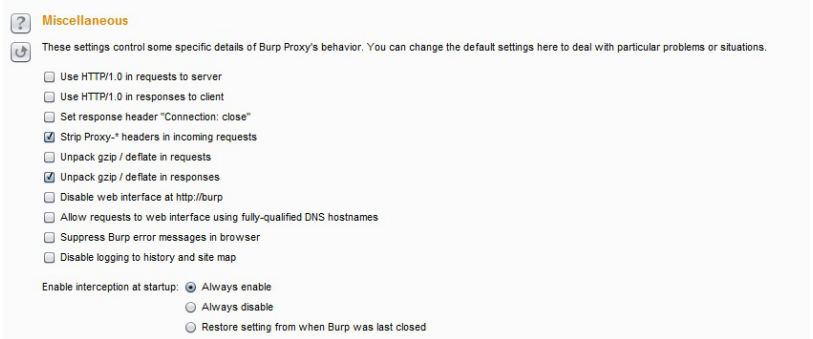 ?
Miscellaneous
These settings control some specific details of Burp Proxy's behavior. You can change the default settings here to deal with particular problems or situations.
Use HTTP/1.0 in requests to server
Use HTTP/1.0 in responses to client
Set response header "Connection: close"
Strip Proxy-* headers in incoming requests
Unpack gzip / deflate in requests
Unpack gzip / deflate in responses
Disable web interface at http://burp
Allow requests to web interface using fully-qualified DNS hostnames
Suppress Burp error messages in browser
Disable logging to history and site map
Enable interception at startup: Always enable
Always disable
Restore setting from when Burp was last closed